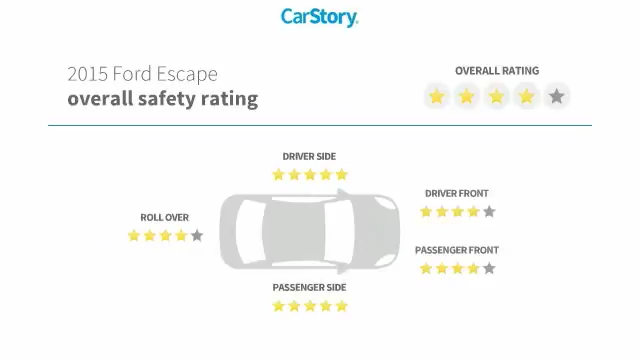 CarStory
2015 Ford Escape
overall safety rating
OVERALL RATING
DRIVER SIDE
DRIVER FRONT
ROLL OVER
PASSENGER FRONT
PASSENGER SIDE